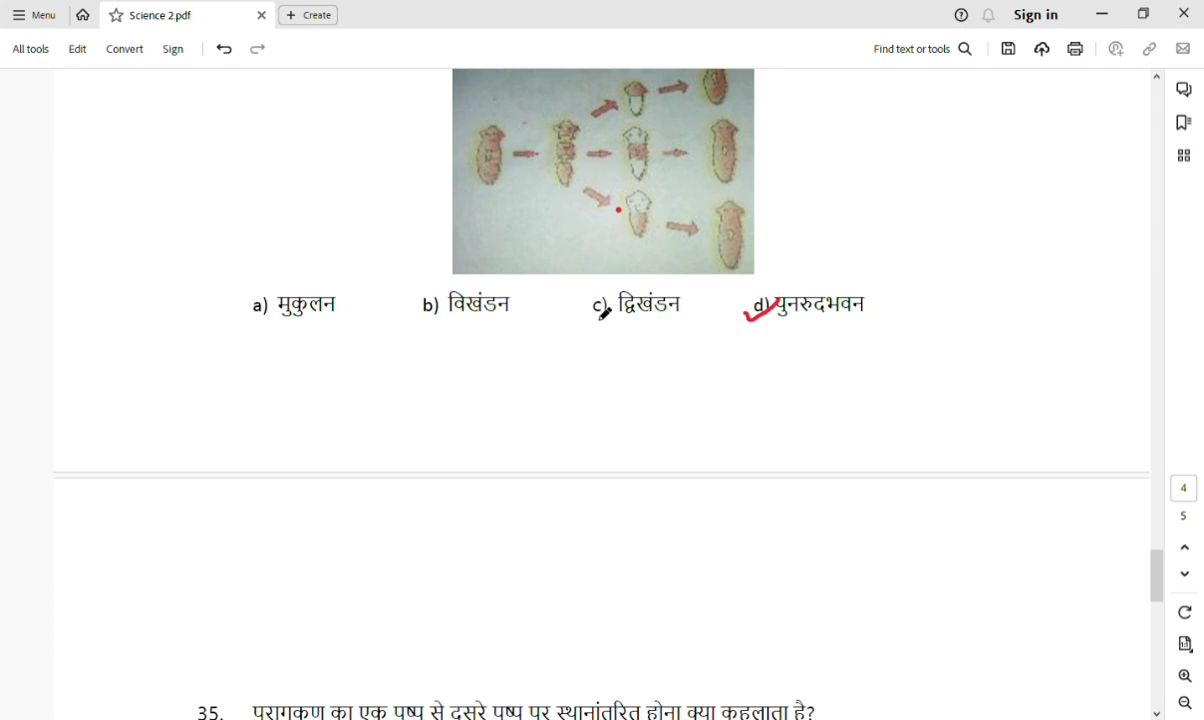 Menu
Science 2.pdf
Create
Sign in
All tools Edit Convert Sign
Find text or tools
a) मुकुलन b) विखंडन c) द्विखंडन d) युनरुदभवन
4
5
35. परागकण का एक पुष्प से दूसरे पुष्प पर स्थानांतरित होना क्या कहलाता है?